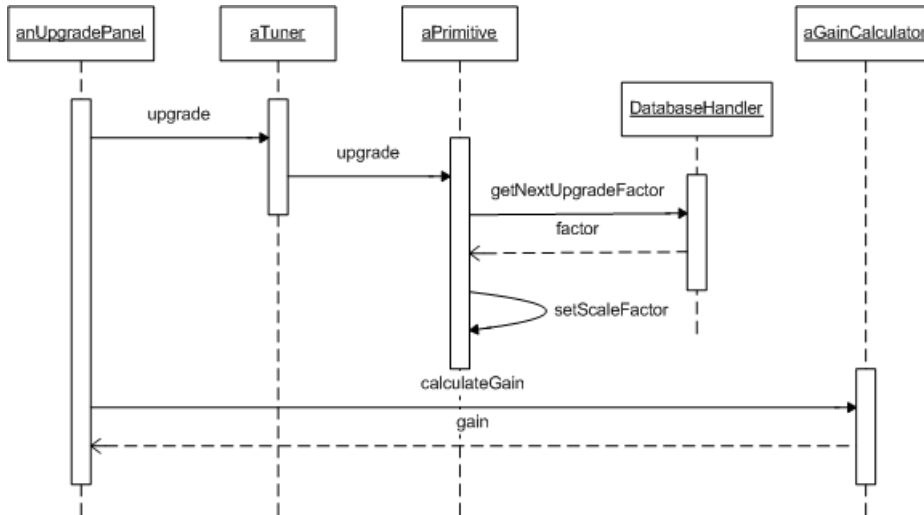 anUpgradePanel
aTuner
aPrimitive
aGainCalculator
DatabaseHandler
upgrade
upgrade
getNextUpgradeFactor
factor
setScaleFactor
calculateGain
gain